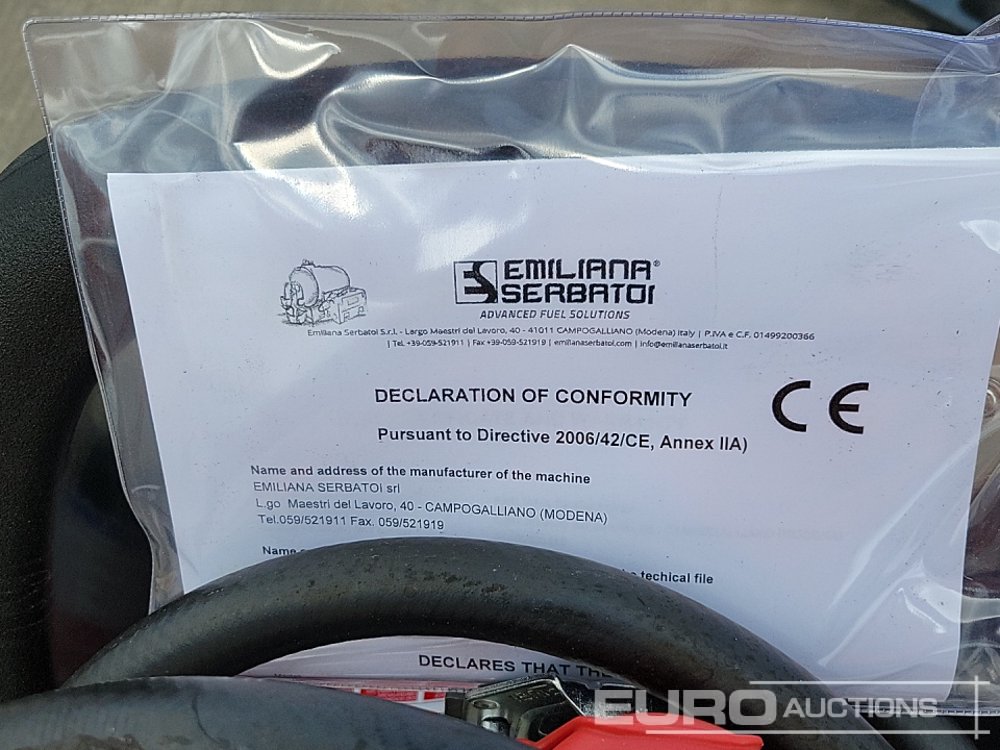 EMILIANA®
SERBATOI
ADVANCED FUEL SOLUTIONS
Emiliana Serbatoi S.r.l. - Largo Maestri del Lavoro, 40 - 41011 CAMPOGALLIANO (Modena) Italy | P.IVA e C.F. 01499200366
| Tel. +39-059-521911 | Fax +39-059-521919 | emilianaserbatoi.com | info@emilianaserbatoi.it
DECLARATION OF CONFORMITY
CE
Pursuant to Directive 2006/42/CE, Annex IIA)
Name and address of the manufacturer of the machine
EMILIANA SERBATOI srl
L.go Maestri del Lavoro, 40 - CAMPOGALLIANO (MODENA)
Tel.059/521911 Fax. 059/521919
Name techical file
DECLARES THAT THE
EURO AUCTIONS